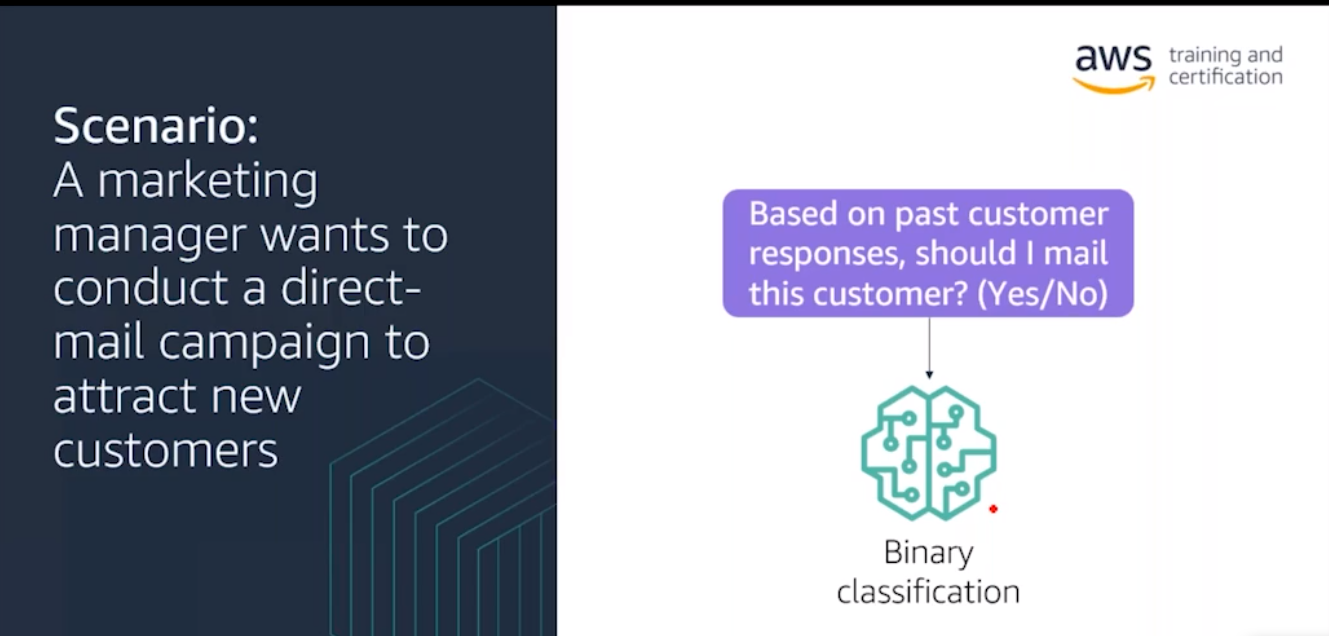 Scenario:
A marketing
manager wants to
conduct a direct-
mail campaign to
attract new
customers
aws training and
certification
Based on past customer
responses, should I mail
this customer? (Yes/No)
Binary
classification